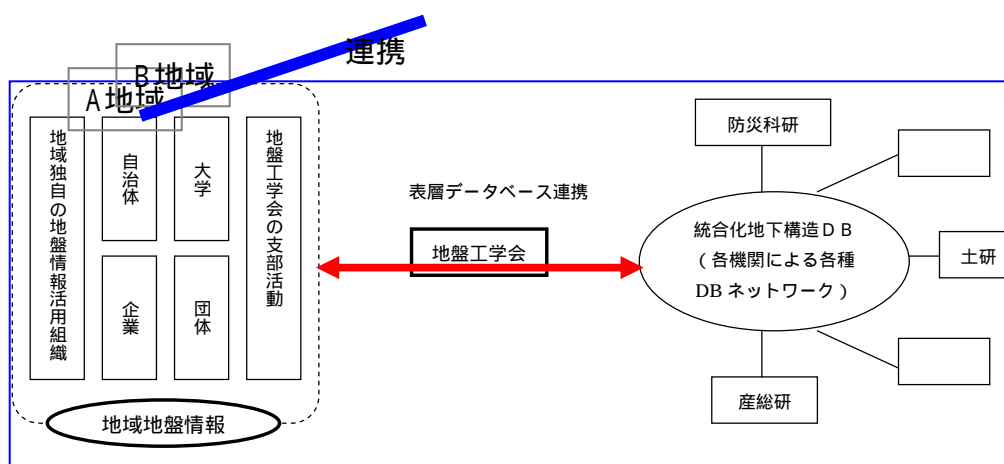 連携
B地域
A地域
地域独自の地盤情報活用組織
自治体
大学
地盤工学会の支部活動
企業
団体
地域地盤情報
表層データベース連携
地盤工学会
防災科研
統合化地下構造ＤＢ
（各機関による各種
DB ネットワーク）
土研
産総研